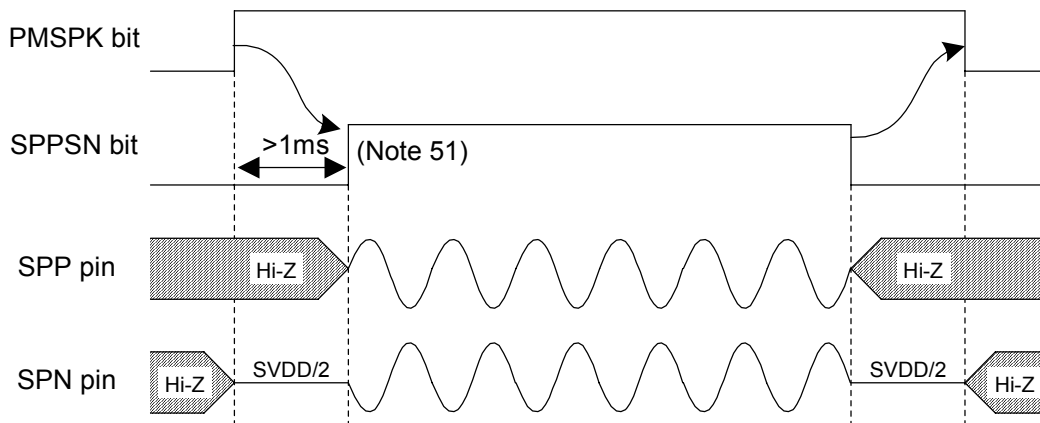 PMSPK bit
SPPSN bit
>1ms
(Note 51)
SPP pin
Hi-Z
Hi-Z
SPN pin
Hi-Z
SVDD/2
SVDD/2
Hi-Z